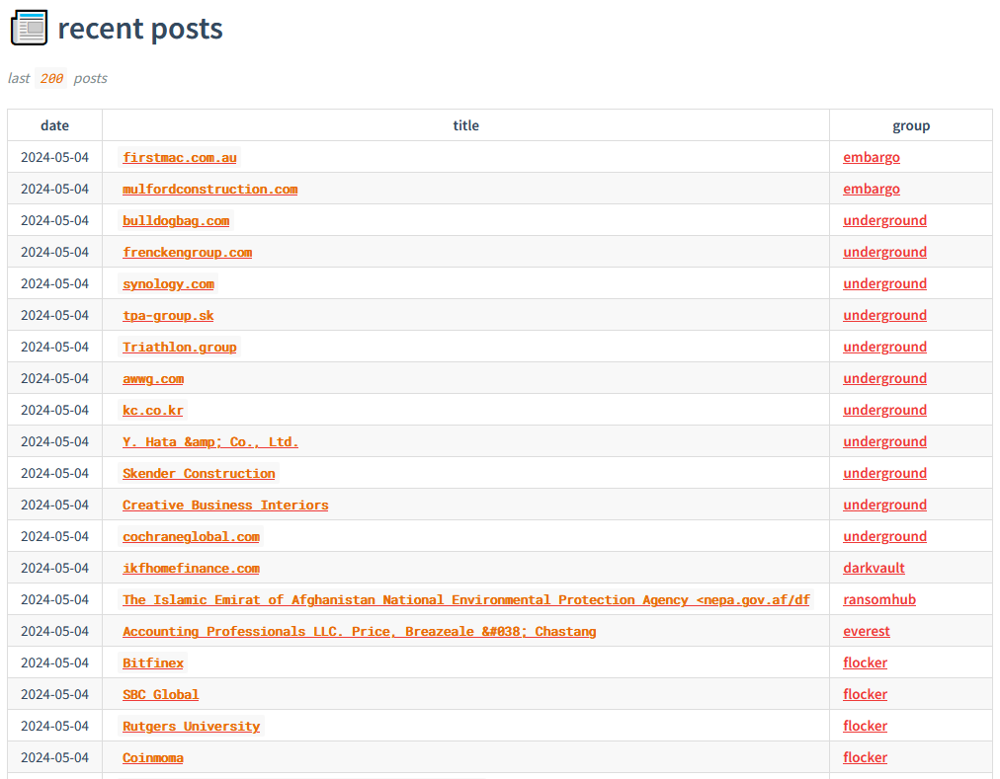 recent posts
last 200 posts
date title group
2024-05-04 firstmac.com.au embargo
2024-05-04 mulfordconstruction.com embargo
2024-05-04 bulldogbag.com underground
2024-05-04 frenckengroup.com underground
2024-05-04 synology.com underground
2024-05-04 tpa-group.sk underground
2024-05-04 Triathlon.group underground
2024-05-04 awwg.com underground
2024-05-04 kc.co.kr underground
2024-05-04 Y. Hata &amp; Co., Ltd. underground
2024-05-04 Skender Construction underground
2024-05-04 Creative Business Interiors underground
2024-05-04 cochraneglobal.com underground
2024-05-04 ikfhomefinance.com darkvault
2024-05-04 The Islamic Emirat of Afghanistan National Environmental Protection Agency <nepa.gov.af/df ransomhub
2024-05-04 Accounting Professionals LLC. Price, Breazeale &#038; Chastang everest
2024-05-04 Bitfinex flocker
2024-05-04 SBC Global flocker
2024-05-04 Rutgers University flocker
2024-05-04 Coinmoma flocker